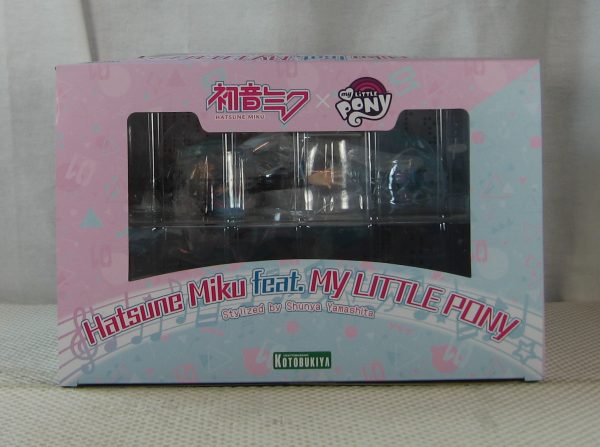 初音ミク × my LITTLE PONY
HATSUNE MIKU
Hatsune Miku feat. MY LITTLE PONY
Stylized by Shunya Yamashita
KOTOBUKIYA